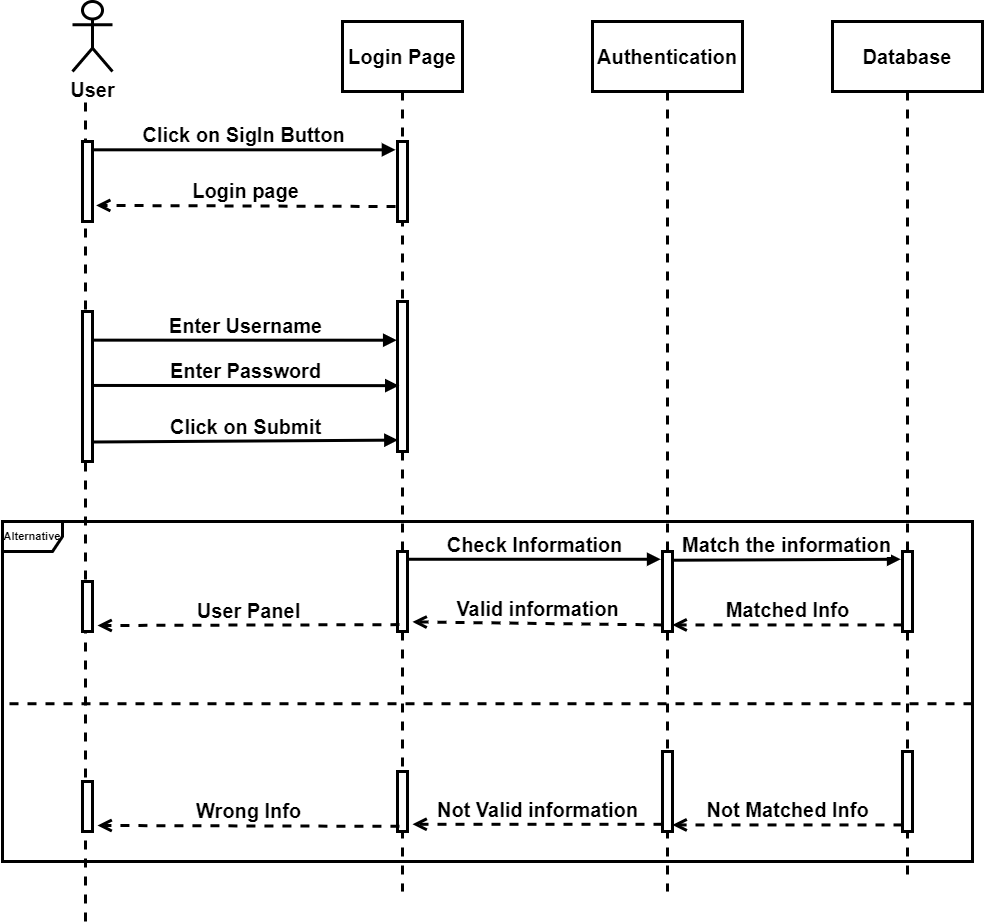 User
Login Page
Authentication
Database
Click on SigIn Button
Login page
Enter Username
Enter Password
Click on Submit
Alternative
Check Information
Match the information
User Panel
Valid information
Matched Info
Wrong Info
Not Valid information
Not Matched Info